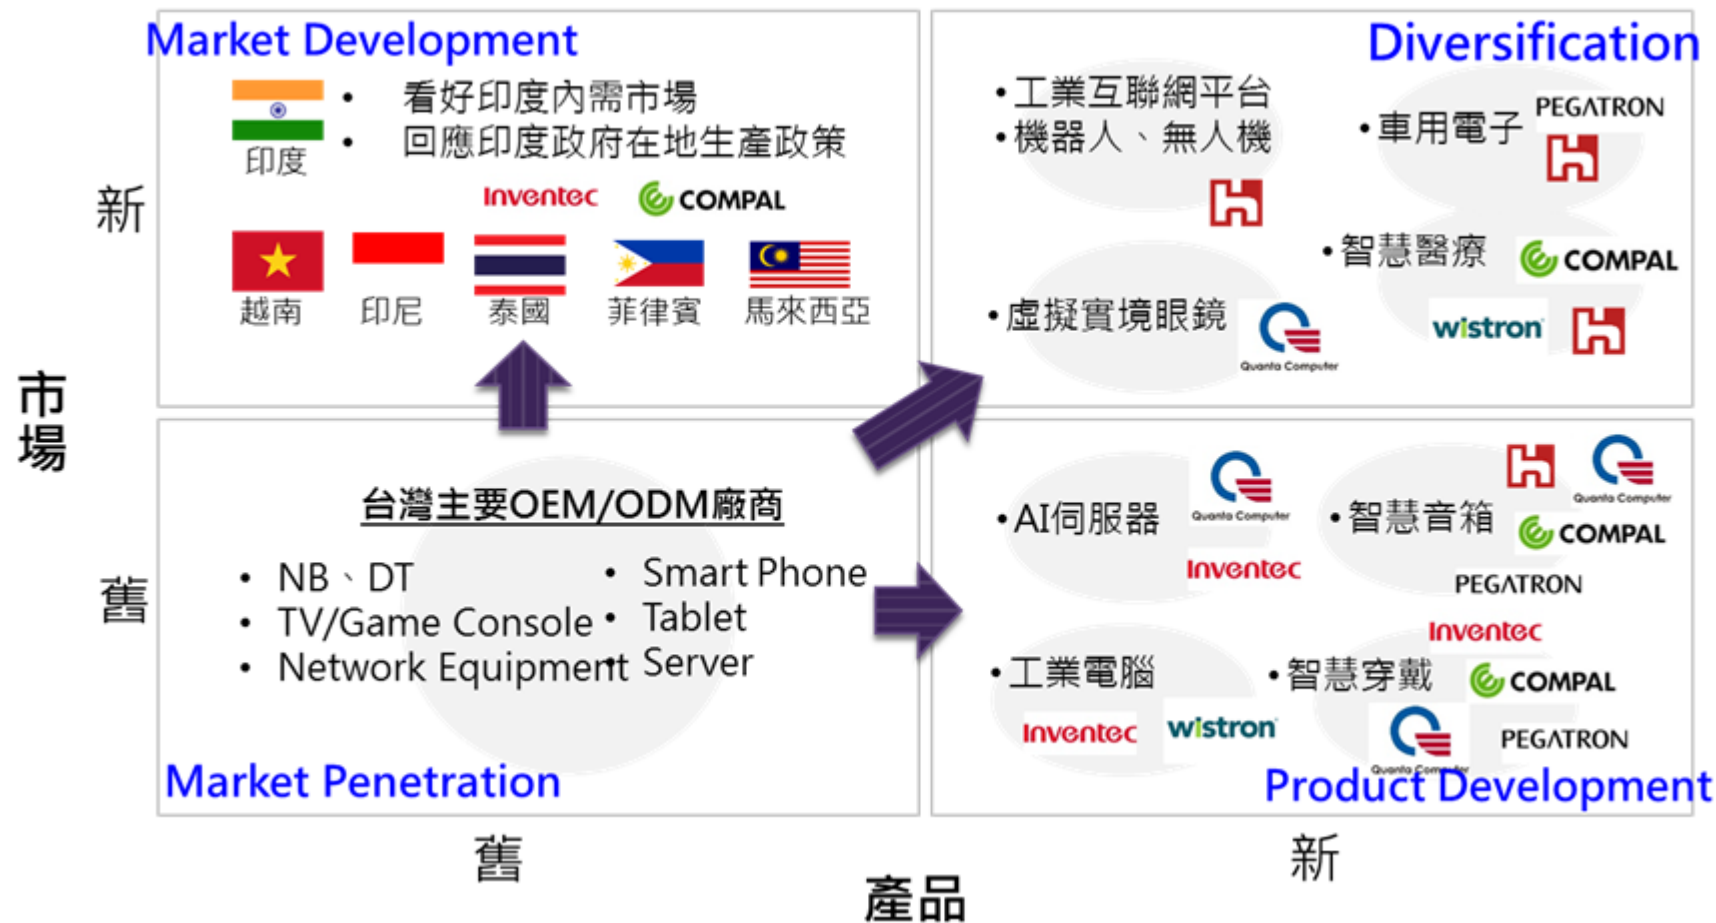 Market Development
• 看好印度內需市場
• 回應印度政府在地生產政策
印度
Inventec
COMPAL
越南
印尼
泰國
菲律賓
馬來西亞
Diversification
•工業互聯網平台
•機器人、無人機
•車用電子
PEGATRON
•智慧醫療
COMPAL
wistron
•虛擬實境眼鏡
Quanta Computer
新
市場
舊
台灣主要OEM/ODM廠商
• NB、DT
• TV/Game Console
• Network Equipment
• Smart Phone
• Tablet
• Server
Market Penetration
•AI伺服器
Quanta Computer
Inventec
•智慧音箱
Quanta Computer
COMPAL
PEGATRON
Inventec
•工業電腦
Inventec
wistron
•智慧穿戴
COMPAL
Quanta Computer
PEGATRON
Product Development
舊
新
產品